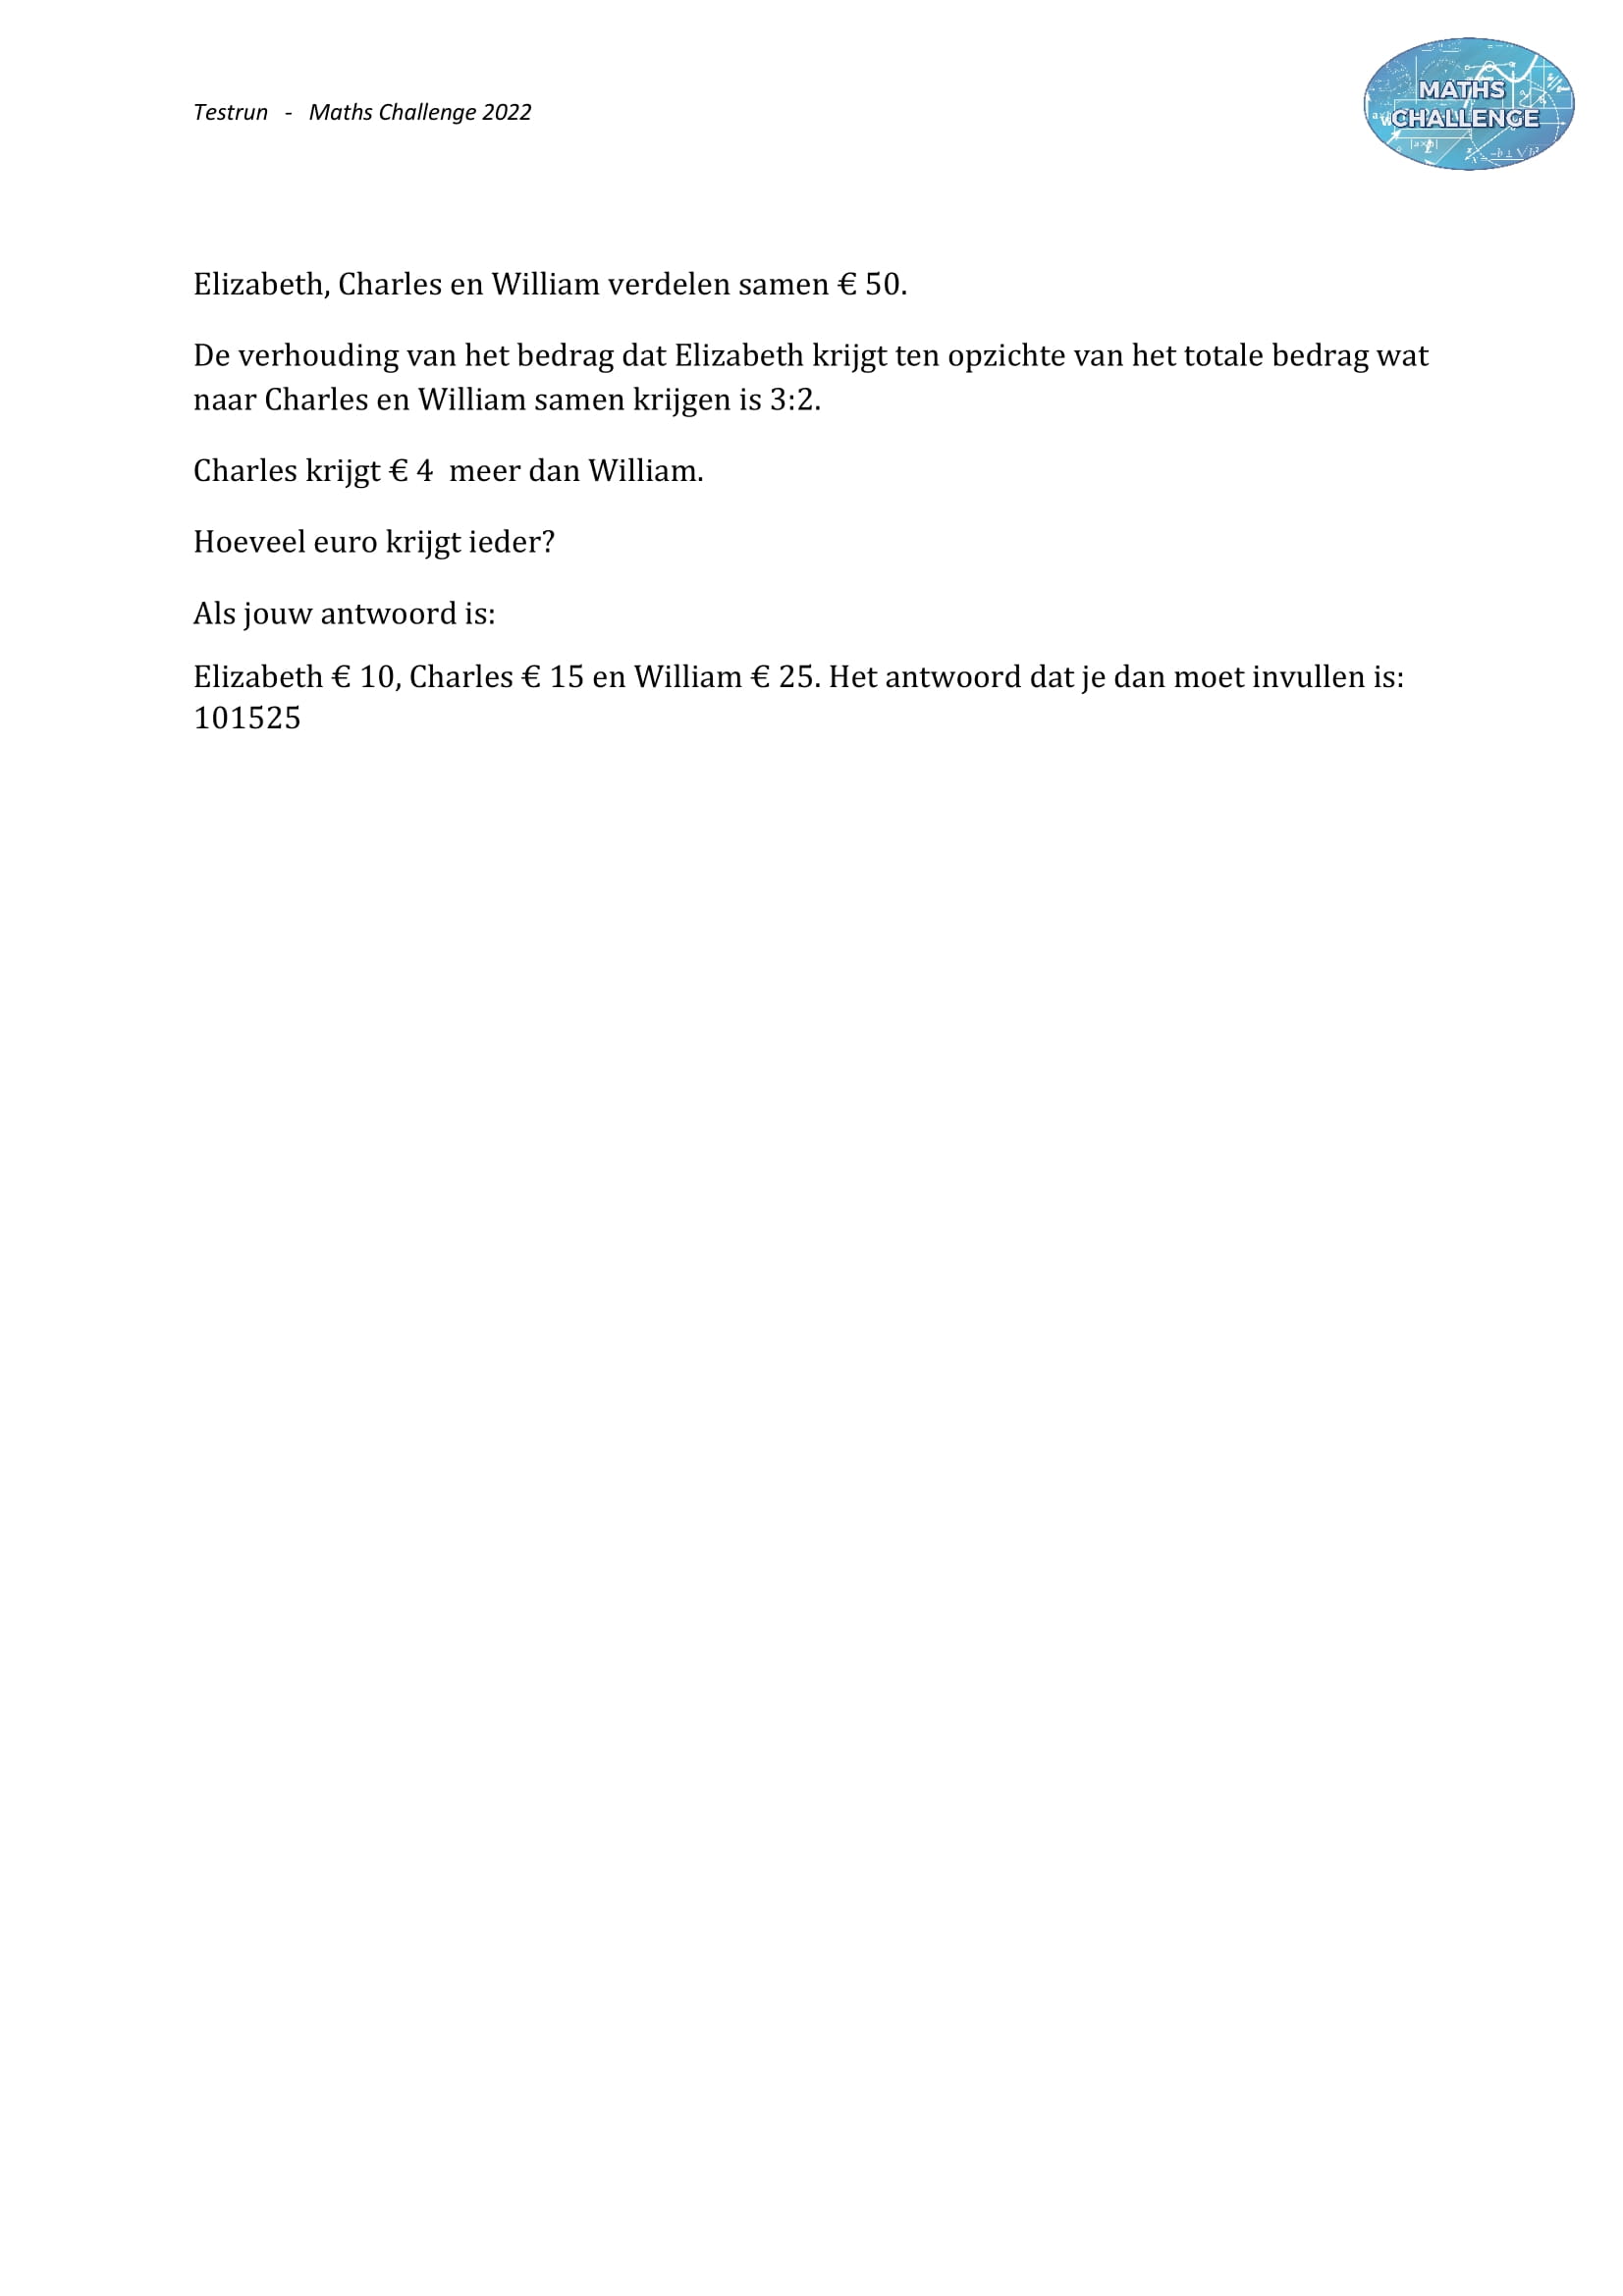 Testrun - Maths Challenge 2022
MATHS
CHALLENGE
Elizabeth, Charles en William verdelen samen € 50.
De verhouding van het bedrag dat Elizabeth krijgt ten opzichte van het totale bedrag wat
naar Charles en William samen krijgen is 3:2.
Charles krijgt € 4 meer dan William.
Hoeveel euro krijgt ieder?
Als jouw antwoord is:
Elizabeth € 10, Charles € 15 en William € 25. Het antwoord dat je dan moet invullen is:
101525